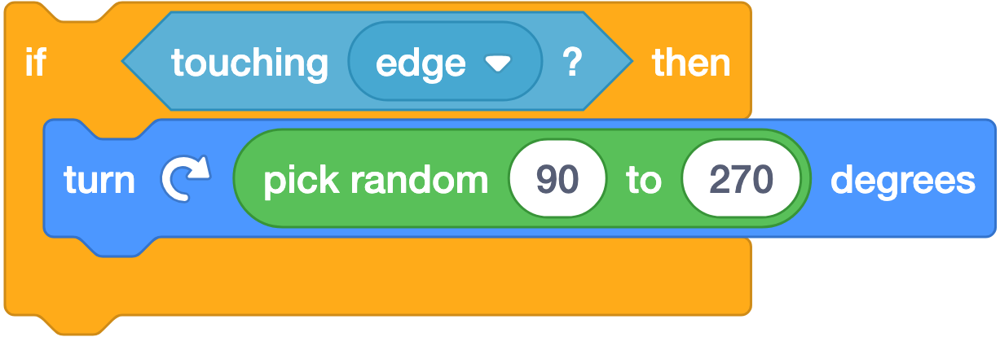 if touching edge ? then
turn pick random 90 to 270 degrees